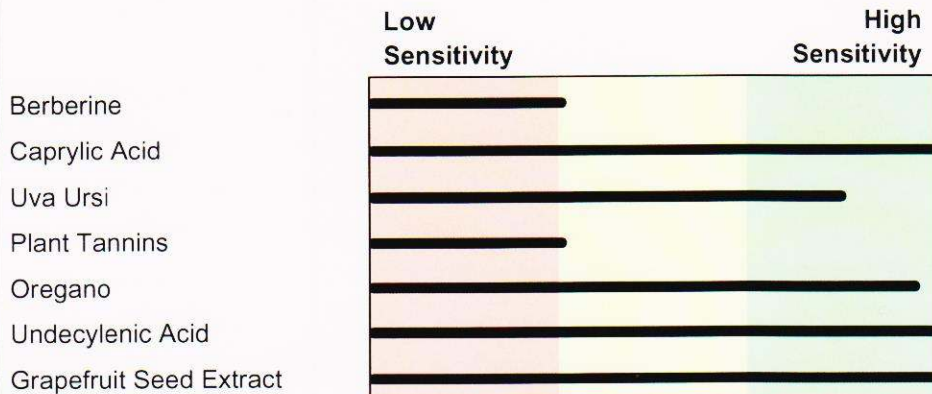 Low
Sensitivity
High
Sensitivity
Berberine
Caprylic Acid
Uva Ursi
Plant Tannins
Oregano
Undecylenic Acid
Grapefruit Seed Extract